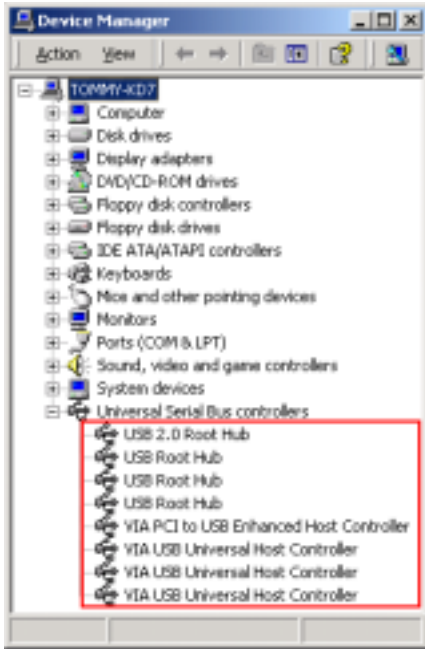 Device Manager
Action View
TOMMY-KD7
Computer
Disk drives
Display adapters
DVD/CD-ROM drives
Floppy disk controllers
Floppy disk drives
IDE ATA/ATAPI controllers
Keyboards
Mice and other pointing devices
Monitors
Ports (COM & LPT)
Sound, video and game controllers
System devices
Universal Serial Bus controllers
USB 2.0 Root Hub
USB Root Hub
USB Root Hub
USB Root Hub
VIA PCI to USB Enhanced Host Controller
VIA USB Universal Host Controller
VIA USB Universal Host Controller
VIA USB Universal Host Controller